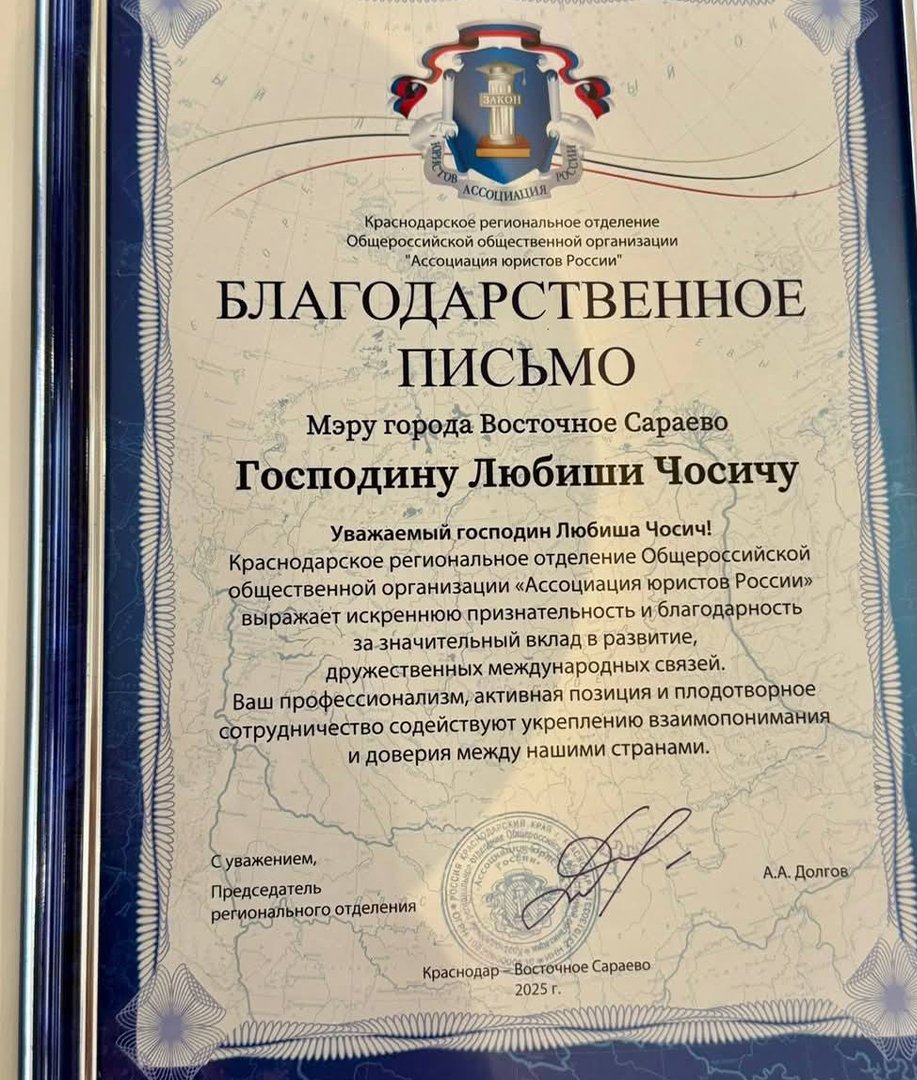 ЗАКОН
ЮРИСТОВ АССОЦИАЦИЯ РОССИИ
Краснодарское региональное отделение
Общероссийской общественной организации
"Ассоциация юристов России"
БЛАГОДАРСТВЕННОЕ
ПИСЬМО
Мэру города Восточное Сараево
Господину Любиши Чосичу
Уважаемый господин Любиша Чосич!
Краснодарское региональное отделение Общероссийской
общественной организации «Ассоциация юристов России»
выражает искреннюю признательность и благодарность
за значительный вклад в развитие,
дружественных международных связей.
Ваш профессионализм, активная позиция и плодотворное
сотрудничество содействуют укреплению взаимопонимания
и доверия между нашими странами.
С уважением,
Председатель
регионального отделения
А.А. Долгов
Краснодар – Восточное Сараево
2025 г.